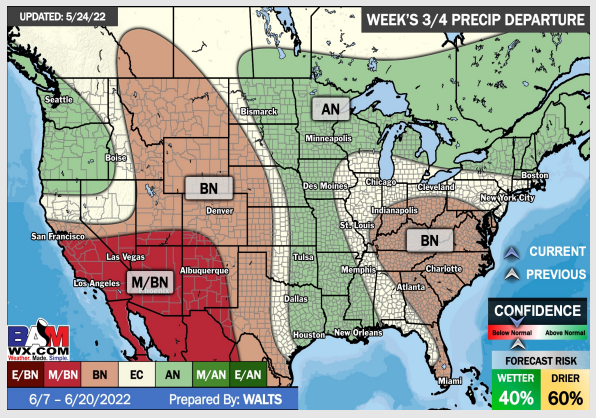 UPDATED: 5/24/22
WEEK'S 3/4 PRECIP DEPARTURE
Seattle
Bismarck
AN
Minneapolis
Boise
Boston
Des Moines
Chicago
Cleveland
BN
New York City
Denver
Indianapolis
San Francisco
St. Louis
BN
CURRENT
Las Vegas
Tulsa
Memphis
Charlotte
PREVIOUS
Los Angeles
M/BN
Albuquerque
Atlanta
Dallas
CONFIDENCE
Below Normal
Above Normal
Houston
New Orleans
BAM
WX.COM
Weather. Made. Simple.
FORECAST RISK
E/BN
M/BN
BN
EC
AN
M/AN
E/AN
WETTER
DRIER
Miami
40%
60%
6/7 – 6/20/2022
Prepared By: WALTS